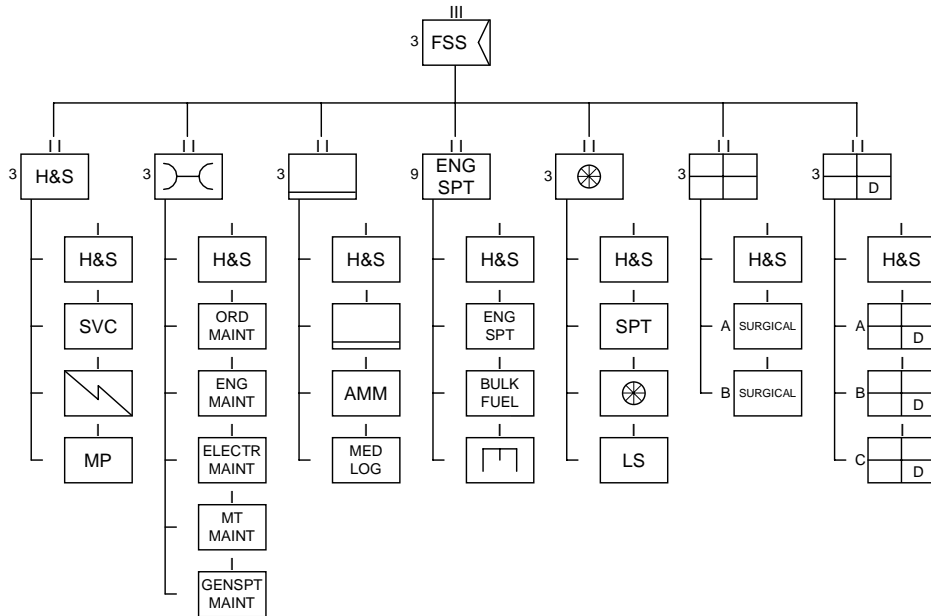 III
3 FSS
II II II II II II II
3 H&S 3 3 9 ENG SPT 3 3 3 D
I I I I I I I
H&S H&S H&S H&S H&S H&S H&S
I I I I I I I
SVC ORD MAINT ENG SPT SPT A SURGICAL A D
I I I I I I I
ENG MAINT AMM BULK FUEL B SURGICAL B D
I I I I I I
MP ELECTR MAINT MED LOG LS C D
I
MT MAINT
I
GENSPT MAINT